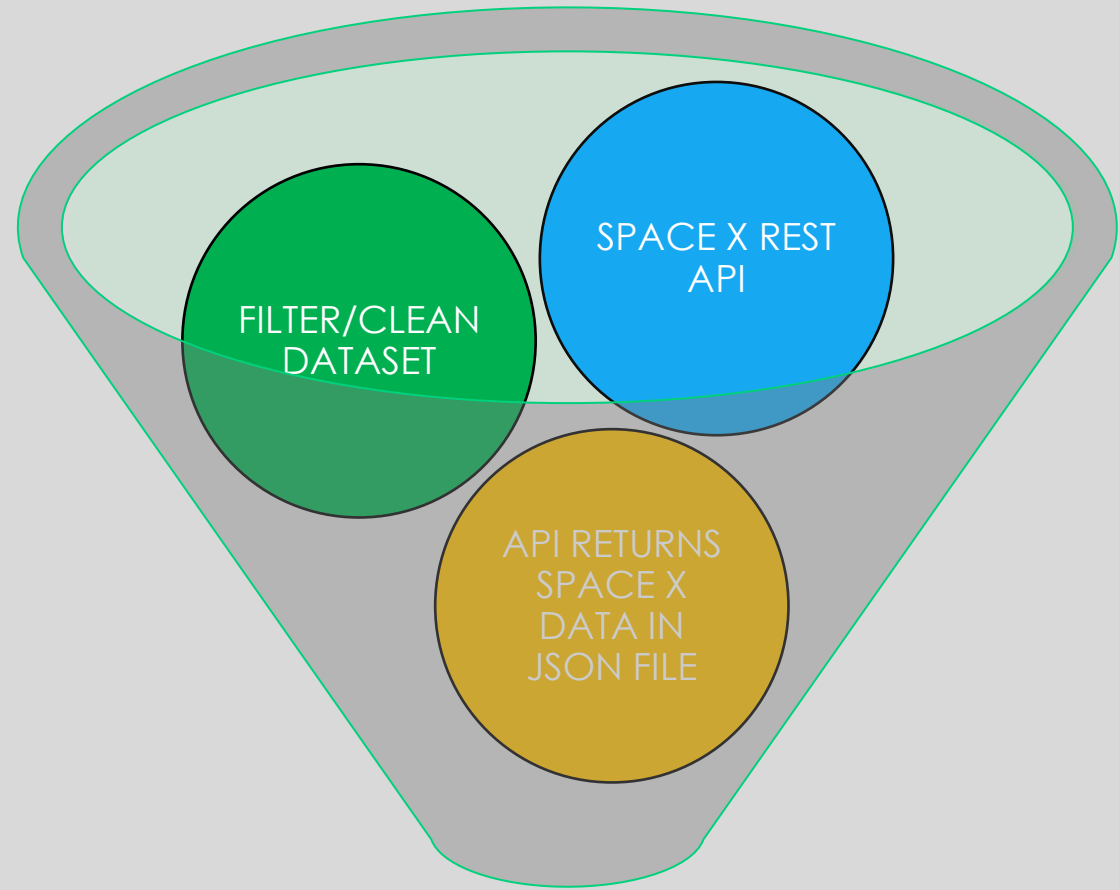 SPACE X REST
API
FILTER/CLEAN
DATASET
API RETURNS
SPACE X
DATA IN
JSON FILE